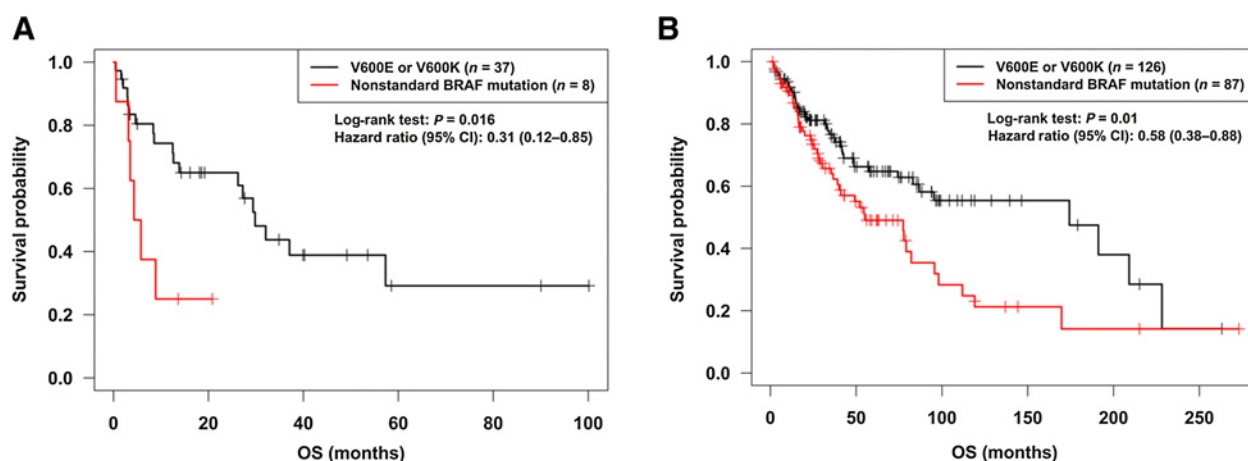 A
V600E or V600K (n = 37)
Nonstandard BRAF mutation (n = 8)
Log-rank test: P = 0.016
Hazard ratio (95% CI): 0.31 (0.12–0.85)
Survival probability
1.0
0.8
0.6
0.4
0.2
0.0
0 20 40 60 80 100
OS (months)
B
V600E or V600K (n = 126)
Nonstandard BRAF mutation (n = 87)
Log-rank test: P = 0.01
Hazard ratio (95% CI): 0.58 (0.38–0.88)
Survival probability
1.0
0.8
0.6
0.4
0.2
0.0
0 50 100 150 200 250
OS (months)